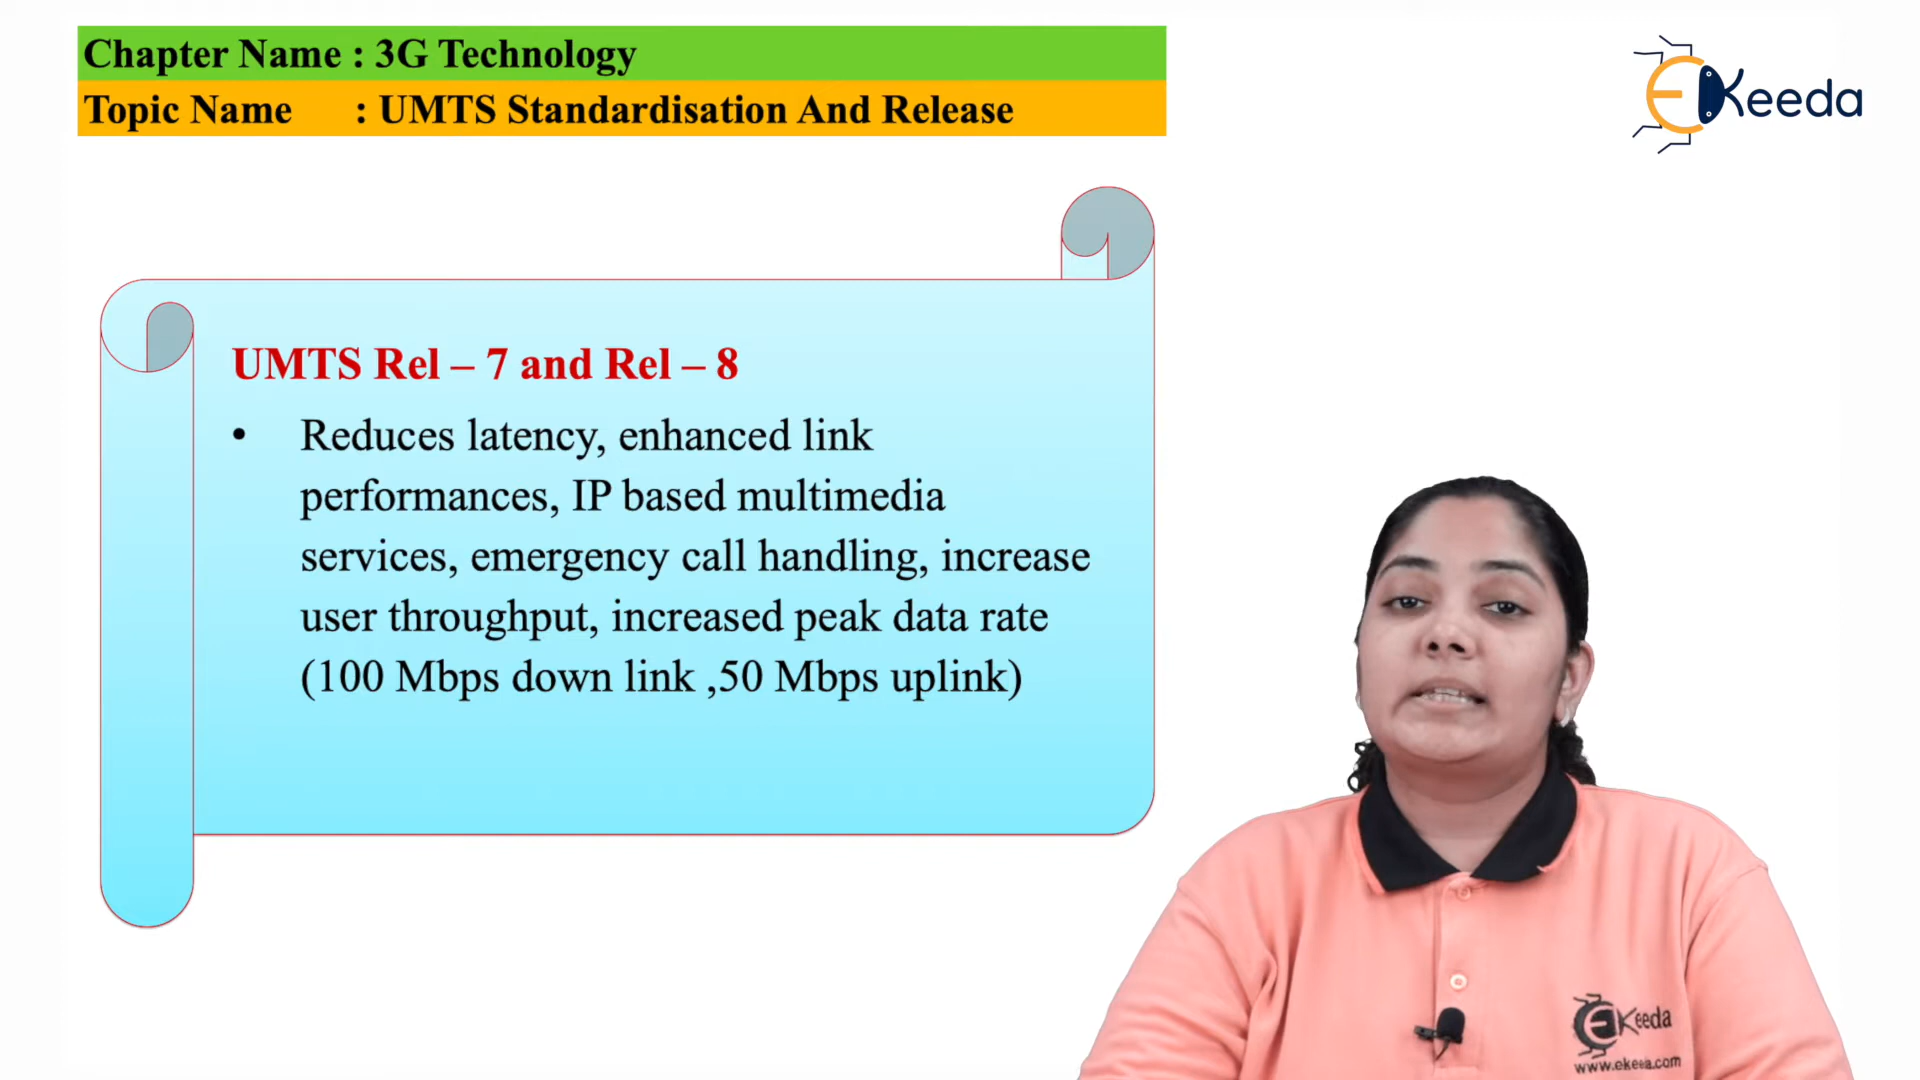 Chapter Name : 3G Technology
Topic Name : UMTS Standardisation And Release
EKeeda
UMTS Rel – 7 and Rel – 8
• Reduces latency, enhanced link
performances, IP based multimedia
services, emergency call handling, increase
user throughput, increased peak data rate
(100 Mbps down link ,50 Mbps uplink)
EKeeda
www.ekeeda.com